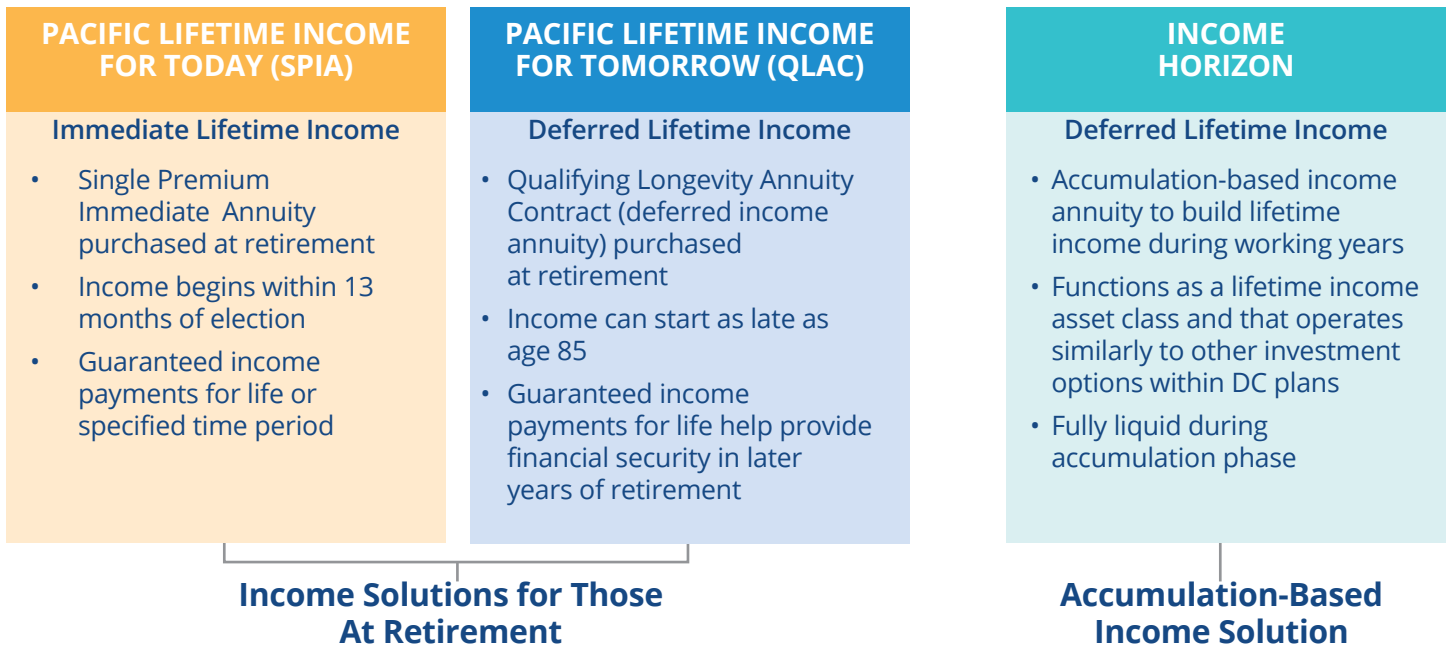 PACIFIC LIFETIME INCOME
FOR TODAY (SPIA)
Immediate Lifetime Income
• Single Premium
Immediate Annuity
purchased at retirement
• Income begins within 13
months of election
• Guaranteed income
payments for life or
specified time period
PACIFIC LIFETIME INCOME
FOR TOMORROW (QLAC)
Deferred Lifetime Income
• Qualifying Longevity Annuity
Contract (deferred income
annuity) purchased
at retirement
• Income can start as late as
age 85
• Guaranteed income
payments for life help provide
financial security in later
years of retirement
Income Solutions for Those
At Retirement
INCOME
HORIZON
Deferred Lifetime Income
• Accumulation-based income
annuity to build lifetime
income during working years
• Functions as a lifetime income
asset class and that operates
similarly to other investment
options within DC plans
• Fully liquid during
accumulation phase
Accumulation-Based
Income Solution